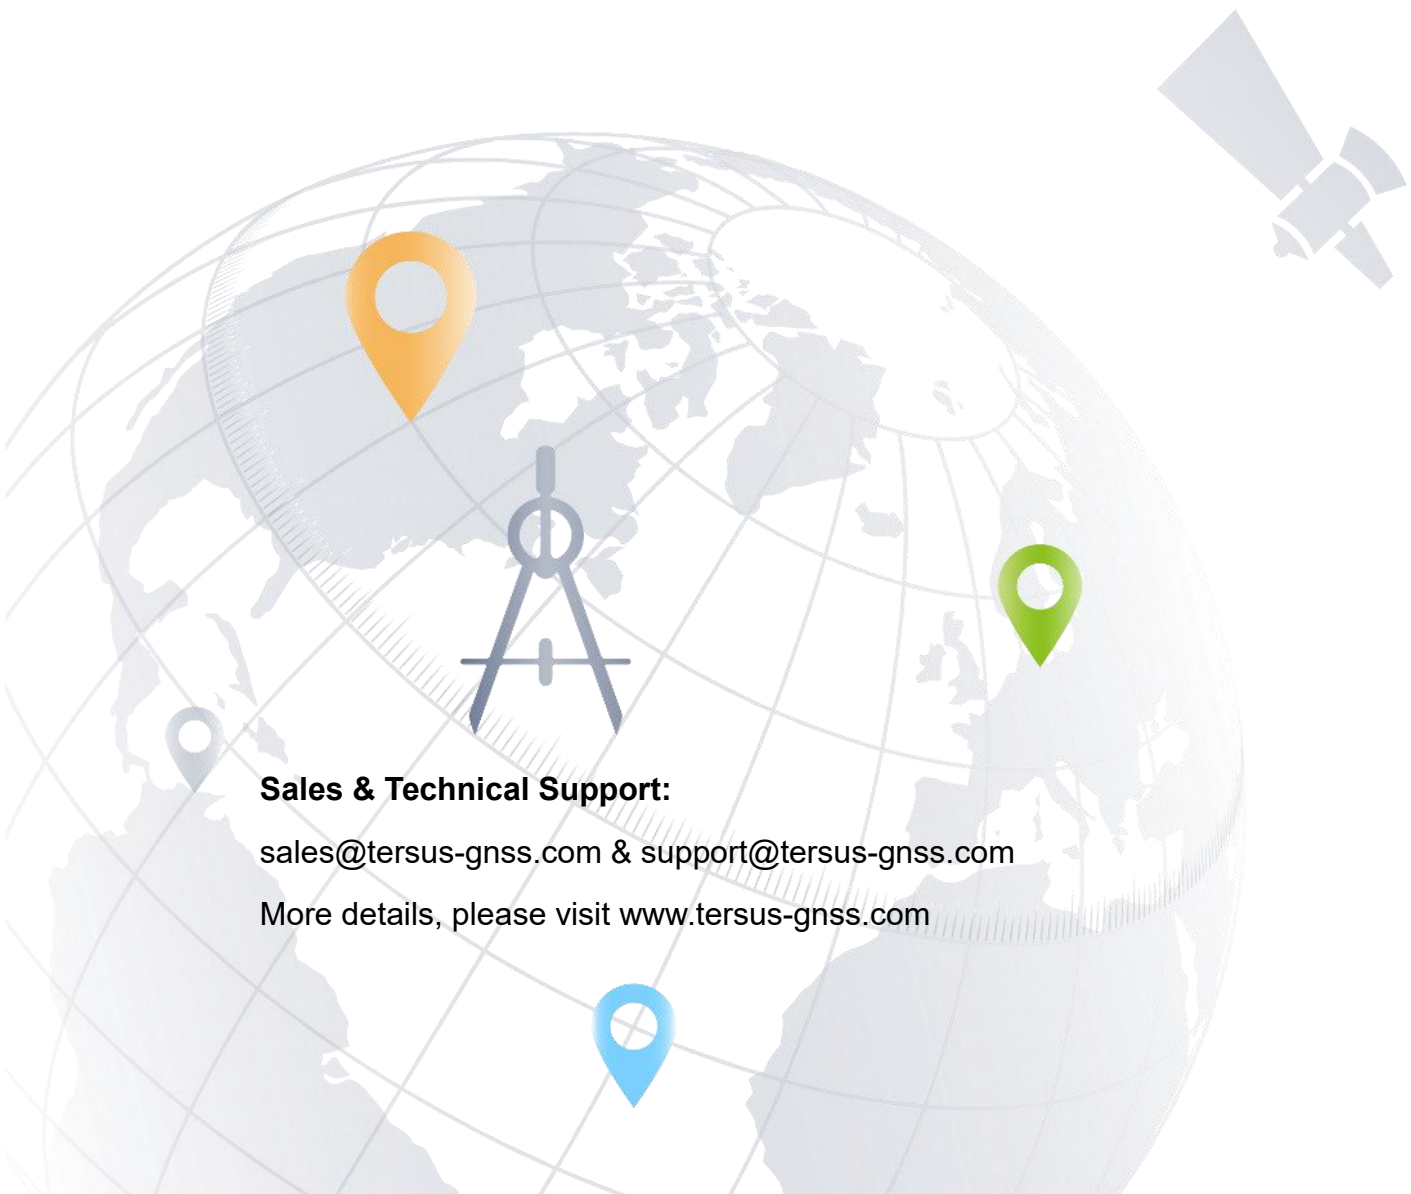 Sales & Technical Support:
sales@tersus-gnss.com & support@tersus-gnss.com
More details, please visit www.tersus-gnss.com